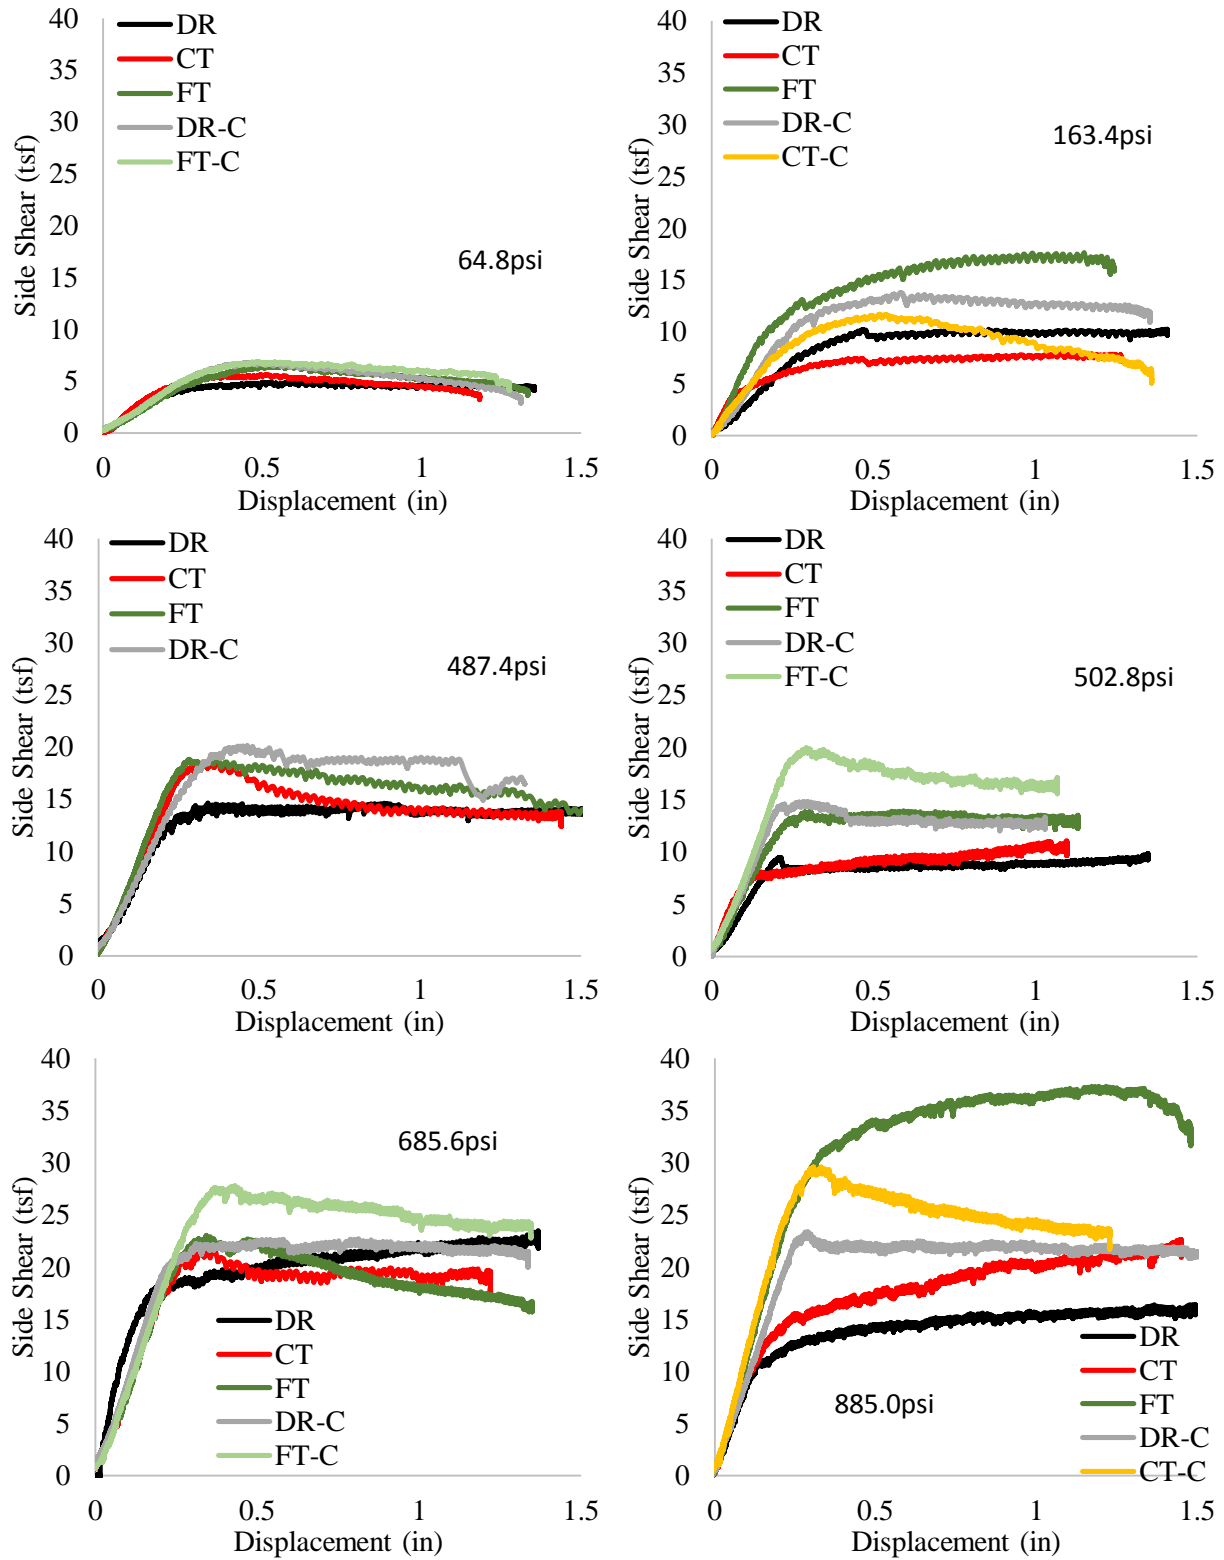 40
35
30
25
20
15
10
5
0
Side Shear (tsf)
DR
CT
FT
DR-C
FT-C
64.8psi
0 0.5 1 1.5
Displacement (in)
40
35
30
25
20
15
10
5
0
Side Shear (tsf)
DR
CT
FT
DR-C
CT-C
163.4psi
0 0.5 1 1.5
Displacement (in)
40
35
30
25
20
15
10
5
0
Side Shear (tsf)
DR
CT
FT
DR-C
487.4psi
0 0.5 1 1.5
Displacement (in)
40
35
30
25
20
15
10
5
0
Side Shear (tsf)
DR
CT
FT
DR-C
FT-C
502.8psi
0 0.5 1 1.5
Displacement (in)
40
35
30
25
20
15
10
5
0
Side Shear (tsf)
685.6psi
DR
CT
FT
DR-C
FT-C
0 0.5 1 1.5
Displacement (in)
40
35
30
25
20
15
10
5
0
Side Shear (tsf)
885.0psi
DR
CT
FT
DR-C
CT-C
0 0.5 1 1.5
Displacement (in)